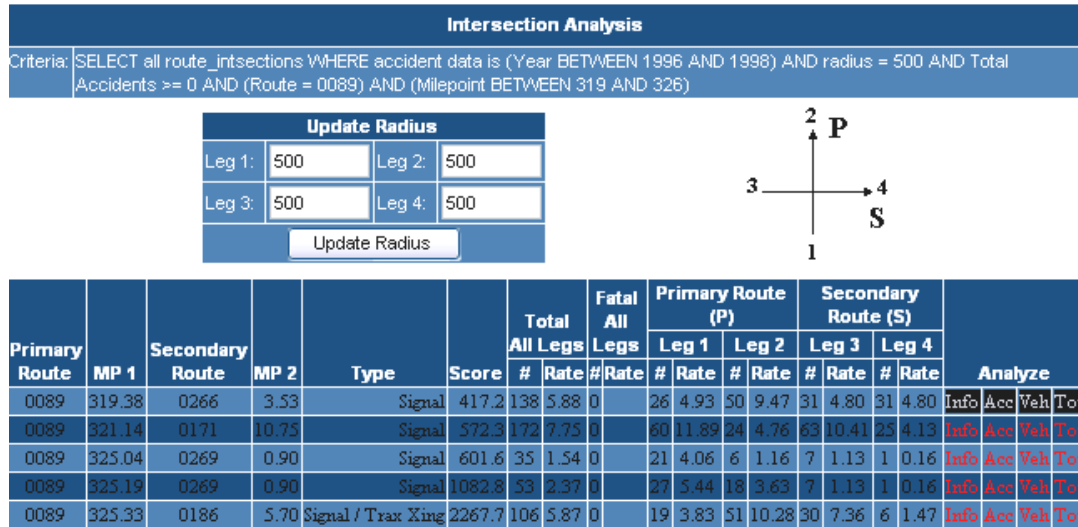 Intersection Analysis
Criteria: SELECT all route_intsections WHERE accident data is (Year BETWEEN 1996 AND 1998) AND radius = 500 AND Total
Accidents >= 0 AND (Route = 0089) AND (Milepoint BETWEEN 319 AND 326)
Update Radius
Leg 1: 500 Leg 2: 500
Leg 3: 500 Leg 4: 500
Update Radius
2 P
3 4
S
1
Primary Route MP 1 Secondary Route MP 2 Type Score Total All Legs Fatal All Legs Primary Route (P) Secondary Route (S) Analyze
Leg 1 Leg 2 Leg 3 Leg 4
# Rate # Rate # Rate # Rate # Rate # Rate
0089 319.38 0266 3.53 Signal 417.2 138 5.88 0 26 4.93 50 9.47 31 4.80 31 4.80 Info Acc Veh To
0089 321.14 0171 10.75 Signal 572.3 172 7.75 0 60 11.89 24 4.76 63 10.41 25 4.13 Info Acc Veh To
0089 325.04 0269 0.90 Signal 601.6 35 1.54 0 21 4.06 6 1.16 7 1.13 1 0.16 Info Acc Veh To
0089 325.19 0269 0.90 Signal 1082.8 53 2.37 0 27 5.44 18 3.63 7 1.13 1 0.16 Info Acc Veh To
0089 325.33 0186 5.70 Signal / Trax Xing 2267.7 106 5.87 0 19 3.83 51 10.28 30 7.36 6 1.47 Info Acc Veh To